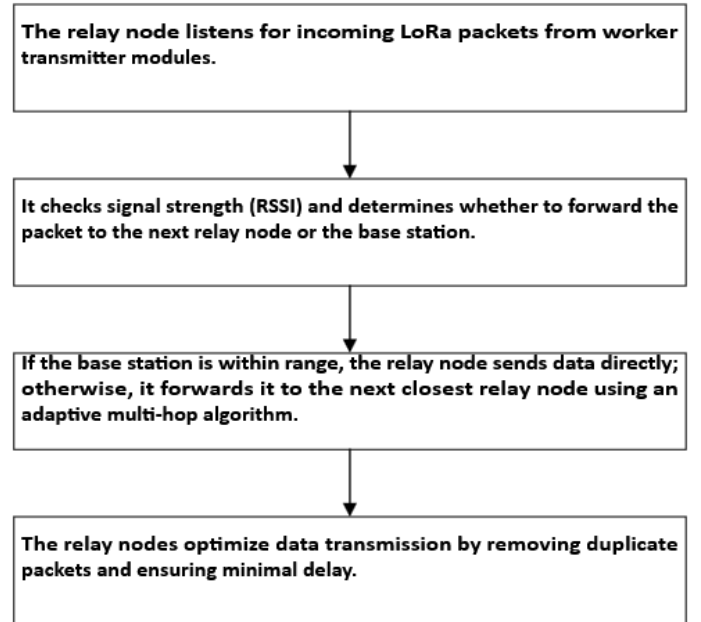 The relay node listens for incoming LoRa packets from worker
transmitter modules.
It checks signal strength (RSSI) and determines whether to forward the
packet to the next relay node or the base station.
If the base station is within range, the relay node sends data directly;
otherwise, it forwards it to the next closest relay node using an
adaptive multi-hop algorithm.
The relay nodes optimize data transmission by removing duplicate
packets and ensuring minimal delay.